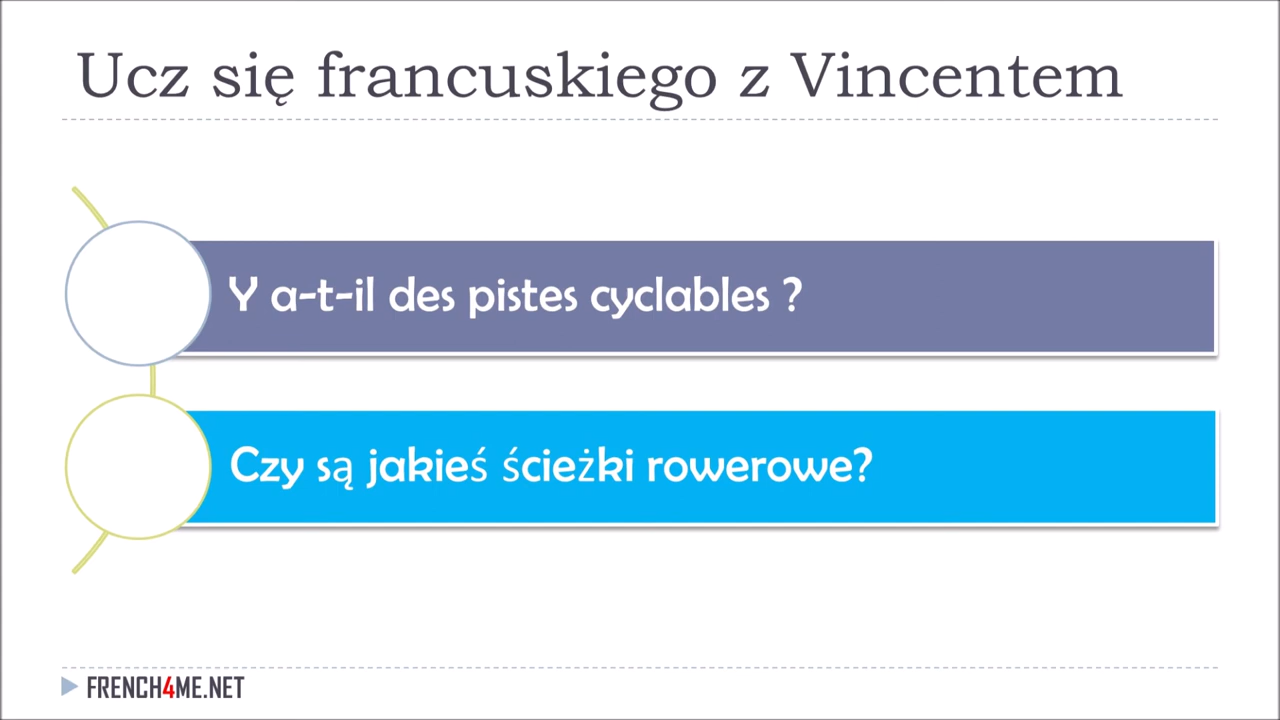 Ucz się francuskiego z Vincentem
Y a-t-il des pistes cyclables ?
Czy są jakieś ścieżki rowerowe?
FRENCH4ME.NET